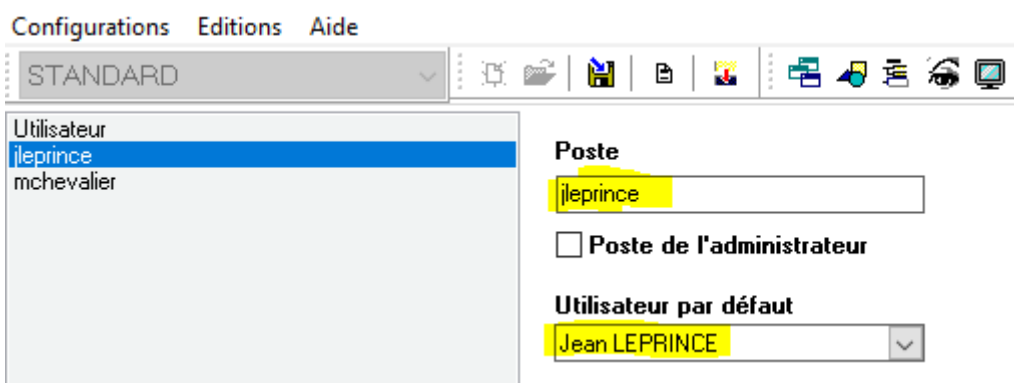 Configurations Editions Aide
STANDARD
Utilisateur
jleprince
mchevalier
Poste
jleprince
Poste de l'administrateur
Utilisateur par défaut
Jean LEPRINCE